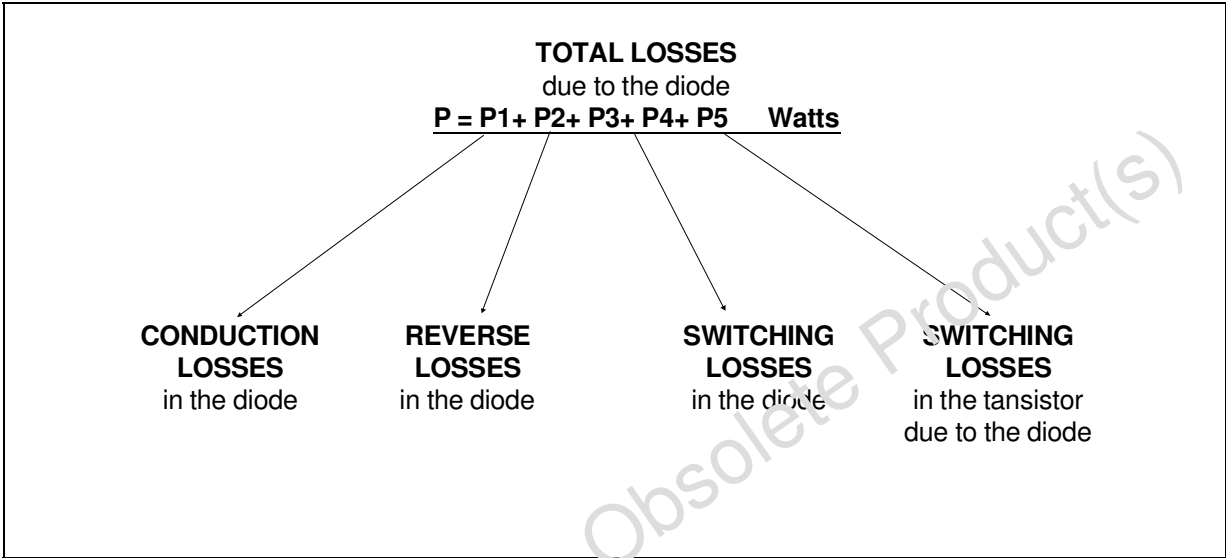 TOTAL LOSSES
due to the diode
P = P1+ P2+ P3+ P4+ P5 Watts
CONDUCTION
LOSSES
in the diode
REVERSE
LOSSES
in the diode
SWITCHING
LOSSES
in the diode
SWITCHING
LOSSES
in the tansistor
due to the diode
Obsolete Product(s)